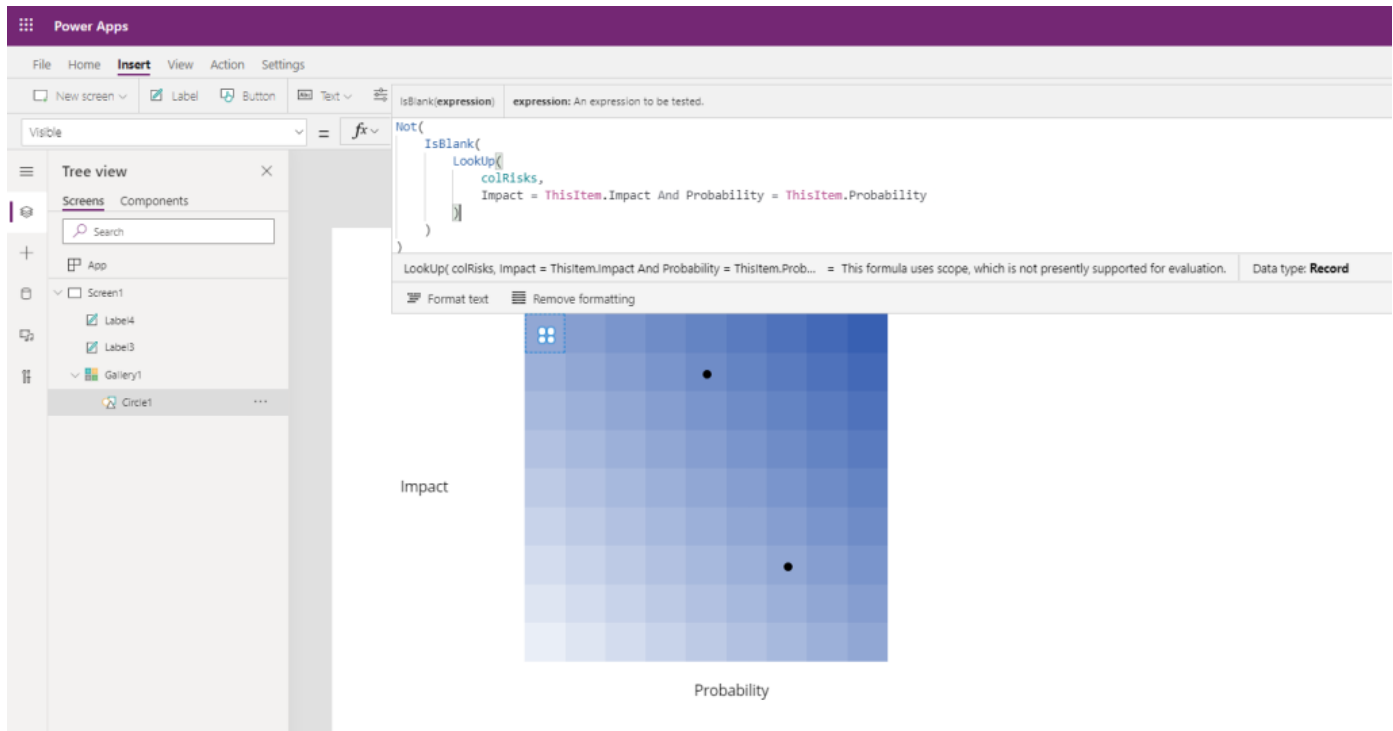 Power Apps
File Home Insert View Action Settings
New screen Label Button Text
IsBlank(expression) expression: An expression to be tested.
Visible = fx
Not(
IsBlank(
LookUp(
colRisks,
Impact = ThisItem.Impact And Probability = ThisItem.Probability
)
)
)
LookUp( colRisks, Impact = ThisItem.Impact And Probability = ThisItem.Prob... = This formula uses scope, which is not presently supported for evaluation. Data type: Record
Format text Remove formatting
Tree view
Screens Components
Search
App
Screen1
Label4
Label3
Gallery1
Circle1 ...
Impact
Probability